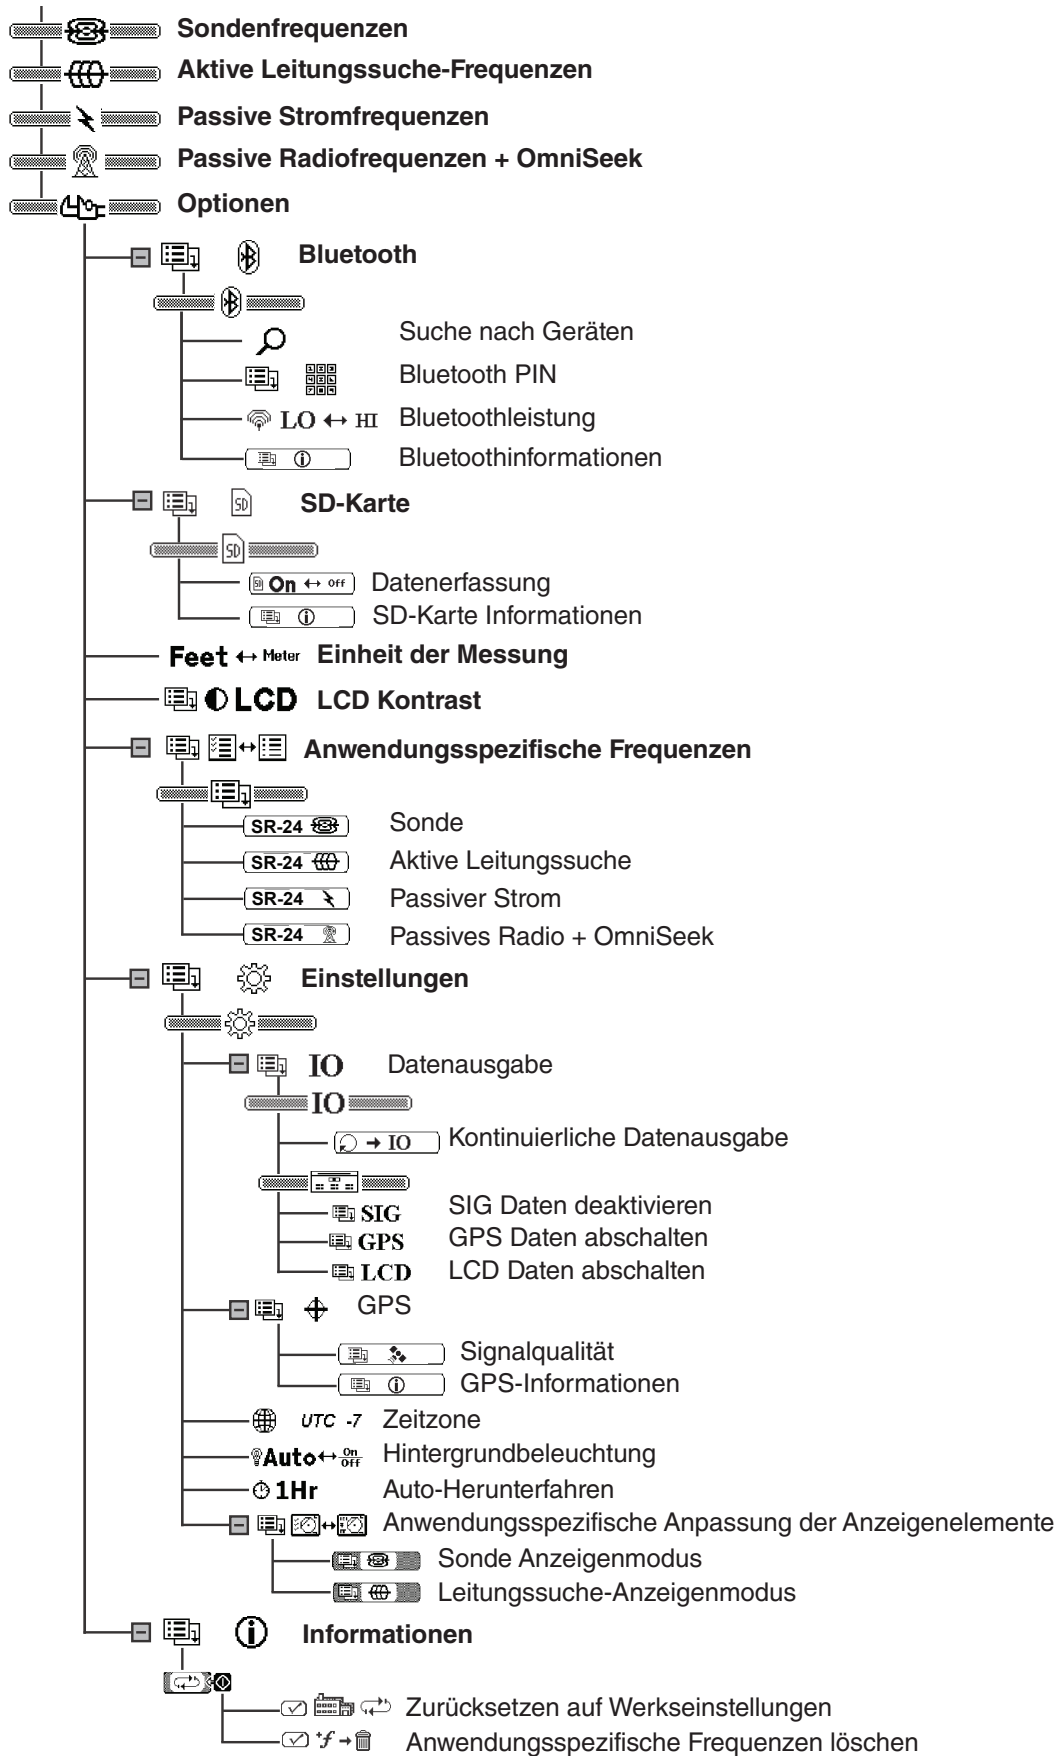 Sondenfrequenzen
Aktive Leitungssuche-Frequenzen
Passive Stromfrequenzen
Passive Radiofrequenzen + OmniSeek
Optionen
Bluetooth
Suche nach Geräten
Bluetooth PIN
LO ↔ HI Bluetoothleistung
Bluetoothinformationen
SD SD-Karte
SD
SD On ↔ Off Datenerfassung
SD-Karte Informationen
Feet ↔ Meter Einheit der Messung
LCD LCD Kontrast
Anwendungsspezifische Frequenzen
SR-24 Sonde
SR-24 Aktive Leitungssuche
SR-24 Passiver Strom
SR-24 Passives Radio + OmniSeek
Einstellungen
IO Datenausgabe
IO
→ IO Kontinuierliche Datenausgabe
SIG SIG Daten deaktivieren
GPS GPS Daten abschalten
LCD LCD Daten abschalten
GPS
Signalqualität
GPS-Informationen
UTC -7 Zeitzone
Auto ↔ On Off Hintergrundbeleuchtung
1Hr Auto-Herunterfahren
Anwendungsspezifische Anpassung der Anzeigenelemente
Sonde Anzeigenmodus
Leitungssuche-Anzeigenmodus
Informationen
Zurücksetzen auf Werkseinstellungen
+f → Anwendungsspezifische Frequenzen löschen